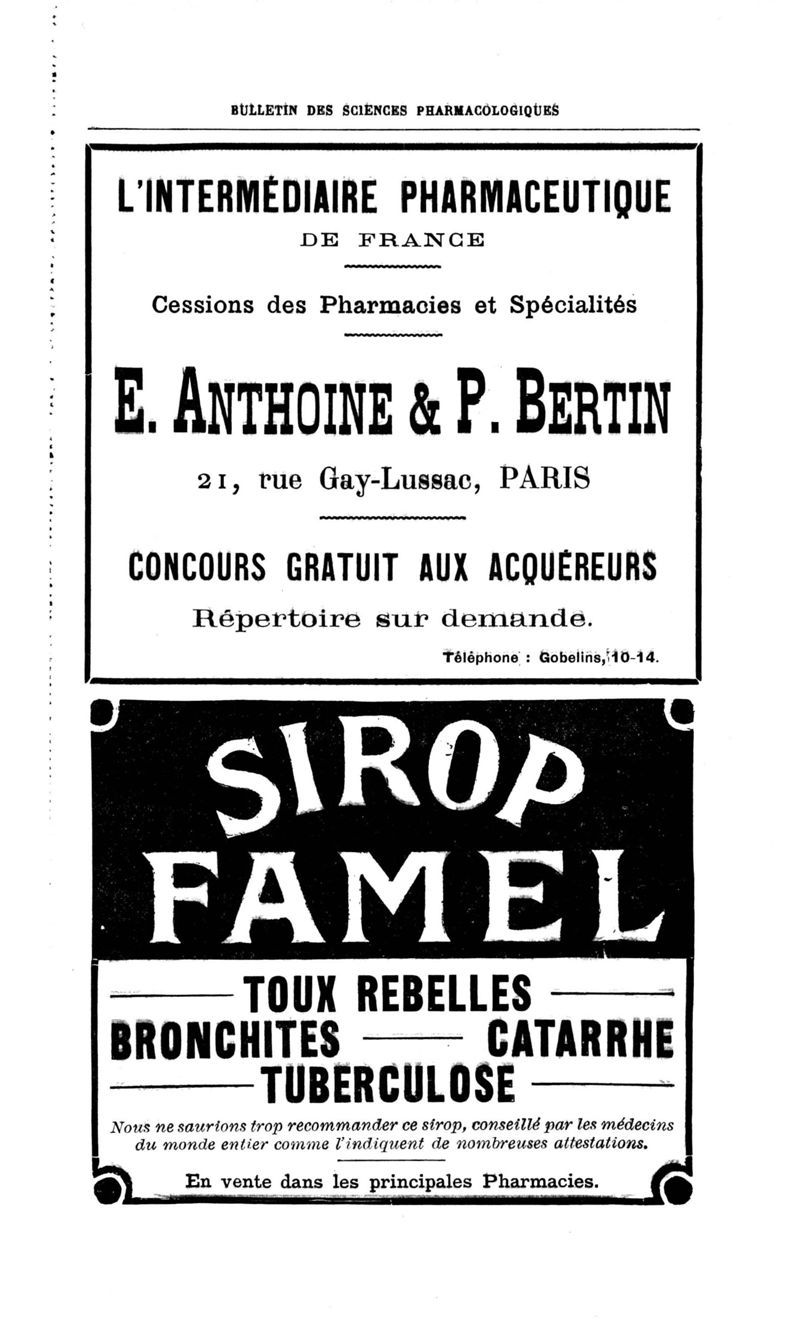 BULLETIN DES SCIENCES PHARMACOLOGIQUES
L'INTERMÉDIAIRE PHARMACEUTIQUE
DE FRANCE
Cessions des Pharmacies et Spécialités
E. ANTHOINE & P. BERTIN
21, rue Gay-Lussac, PARIS
CONCOURS GRATUIT AUX ACQUÉREURS
Répertoire sur demande.
Téléphone : Gobelins, 10-14.
SIROP
FAMEL
TOUX REBELLES
BRONCHITES — CATARRHE
TUBERCULOSE
Nous ne saurions trop recommander ce sirop, conseillé par les médecins
du monde entier comme l'indiquent de nombreuses attestations.
En vente dans les principales Pharmacies.